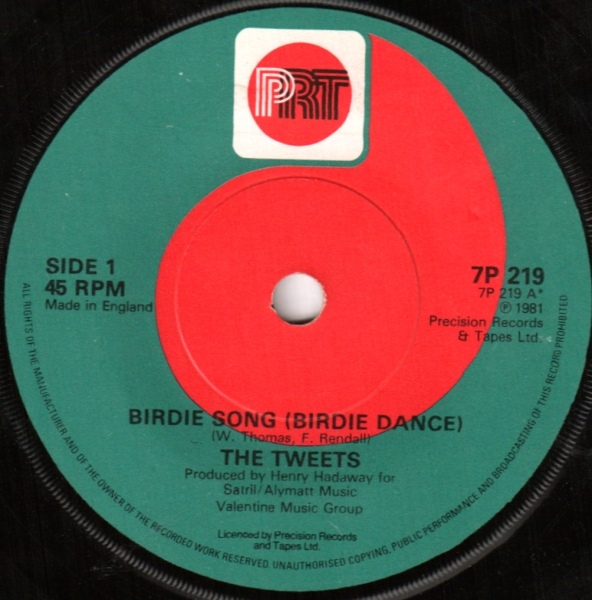 PRT
SIDE 1
45 RPM
Made in England
7P 219
7P 219 A*
℗ 1981
Precision Records
& Tapes Ltd.
BIRDIE SONG (BIRDIE DANCE)
(W. Thomas, F. Rendall)
THE TWEETS
Produced by Henry Hadaway for
Satril/Alymatt Music
Valentine Music Group
Licenced by Precision Records
and Tapes Ltd.
ALL RIGHTS OF THE MANUFACTURER AND OF THE OWNER OF THE RECORDED WORK RESERVED. UNAUTHORISED COPYING, PUBLIC PERFORMANCE AND BROADCASTING OF THIS RECORD PROHIBITED